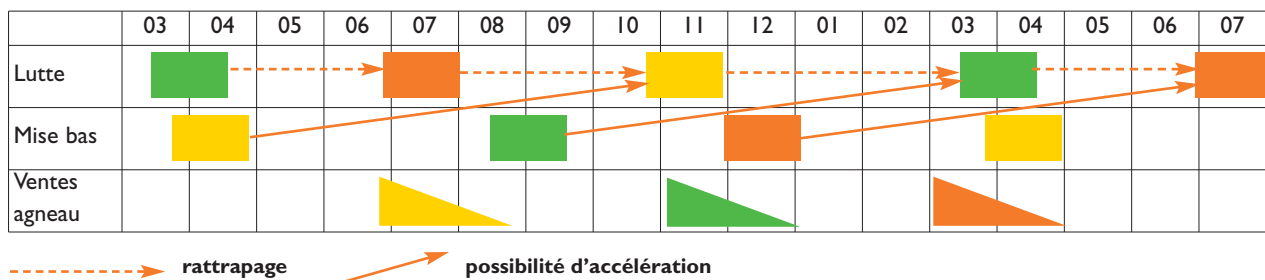 03 04 05 06 07 08 09 10 11 12 01 02 03 04 05 06 07
Lutte
Mise bas
Ventes
agneau
rattrapage possibilité d'accélération